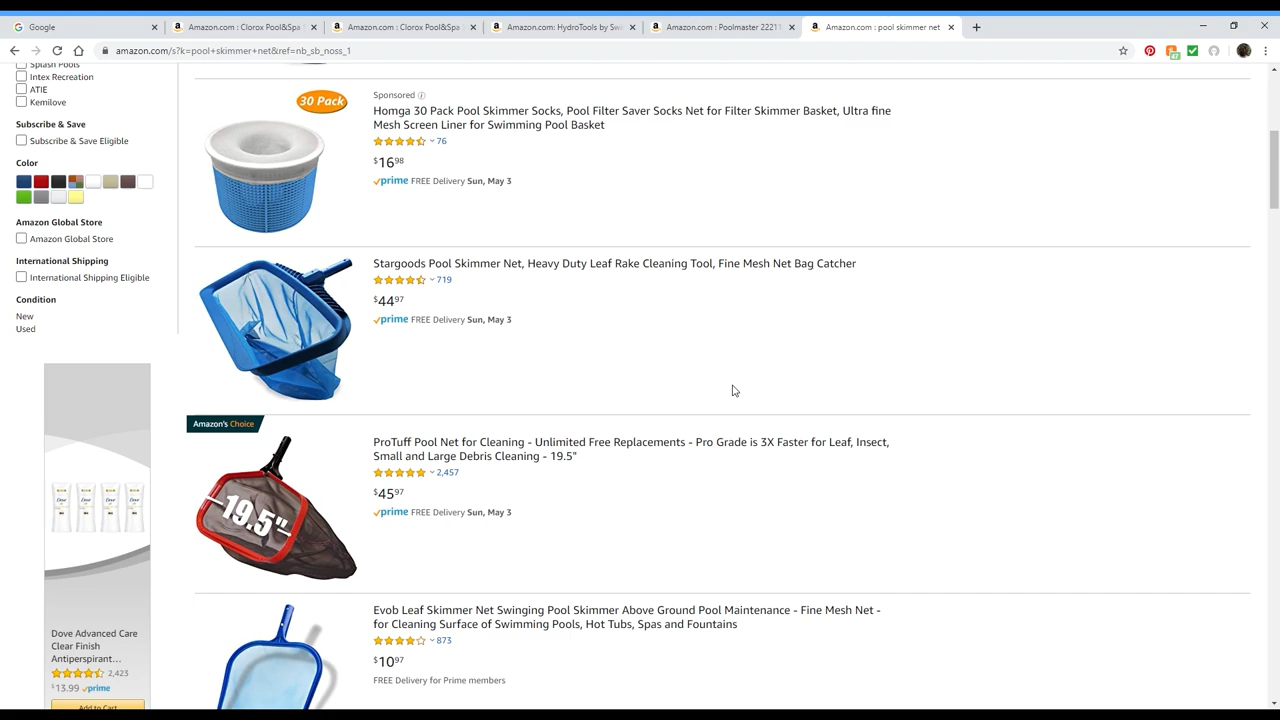 Google
Amazon.com : Clorox Pool&Spa
Amazon.com : Clorox Pool&Spa
Amazon.com: HydroTools by Sw
Amazon.com : Poolmaster 22211
Amazon.com : pool skimmer net
amazon.com/s?k=pool+skimmer+net&ref=nb_sb_noss_1
Splash Pools
Intex Recreation
ATIE
Kemilove
Subscribe & Save
Subscribe & Save Eligible
Color
Amazon Global Store
Amazon Global Store
International Shipping
International Shipping Eligible
Condition
New
Used
Dove Advanced Care
Clear Finish
Antiperspirant…
2,423
$13.99 prime
Add to Cart
30 Pack
Sponsored
Homga 30 Pack Pool Skimmer Socks, Pool Filter Saver Socks Net for Filter Skimmer Basket, Ultra fine
Mesh Screen Liner for Swimming Pool Basket
76
$16 98
prime FREE Delivery Sun, May 3
Stargoods Pool Skimmer Net, Heavy Duty Leaf Rake Cleaning Tool, Fine Mesh Net Bag Catcher
719
$44 97
prime FREE Delivery Sun, May 3
Amazon's Choice
19.5"
ProTuff Pool Net for Cleaning - Unlimited Free Replacements - Pro Grade is 3X Faster for Leaf, Insect,
Small and Large Debris Cleaning - 19.5"
2,457
$45 97
prime FREE Delivery Sun, May 3
Evob Leaf Skimmer Net Swinging Pool Skimmer Above Ground Pool Maintenance - Fine Mesh Net -
for Cleaning Surface of Swimming Pools, Hot Tubs, Spas and Fountains
873
$10 97
FREE Delivery for Prime members